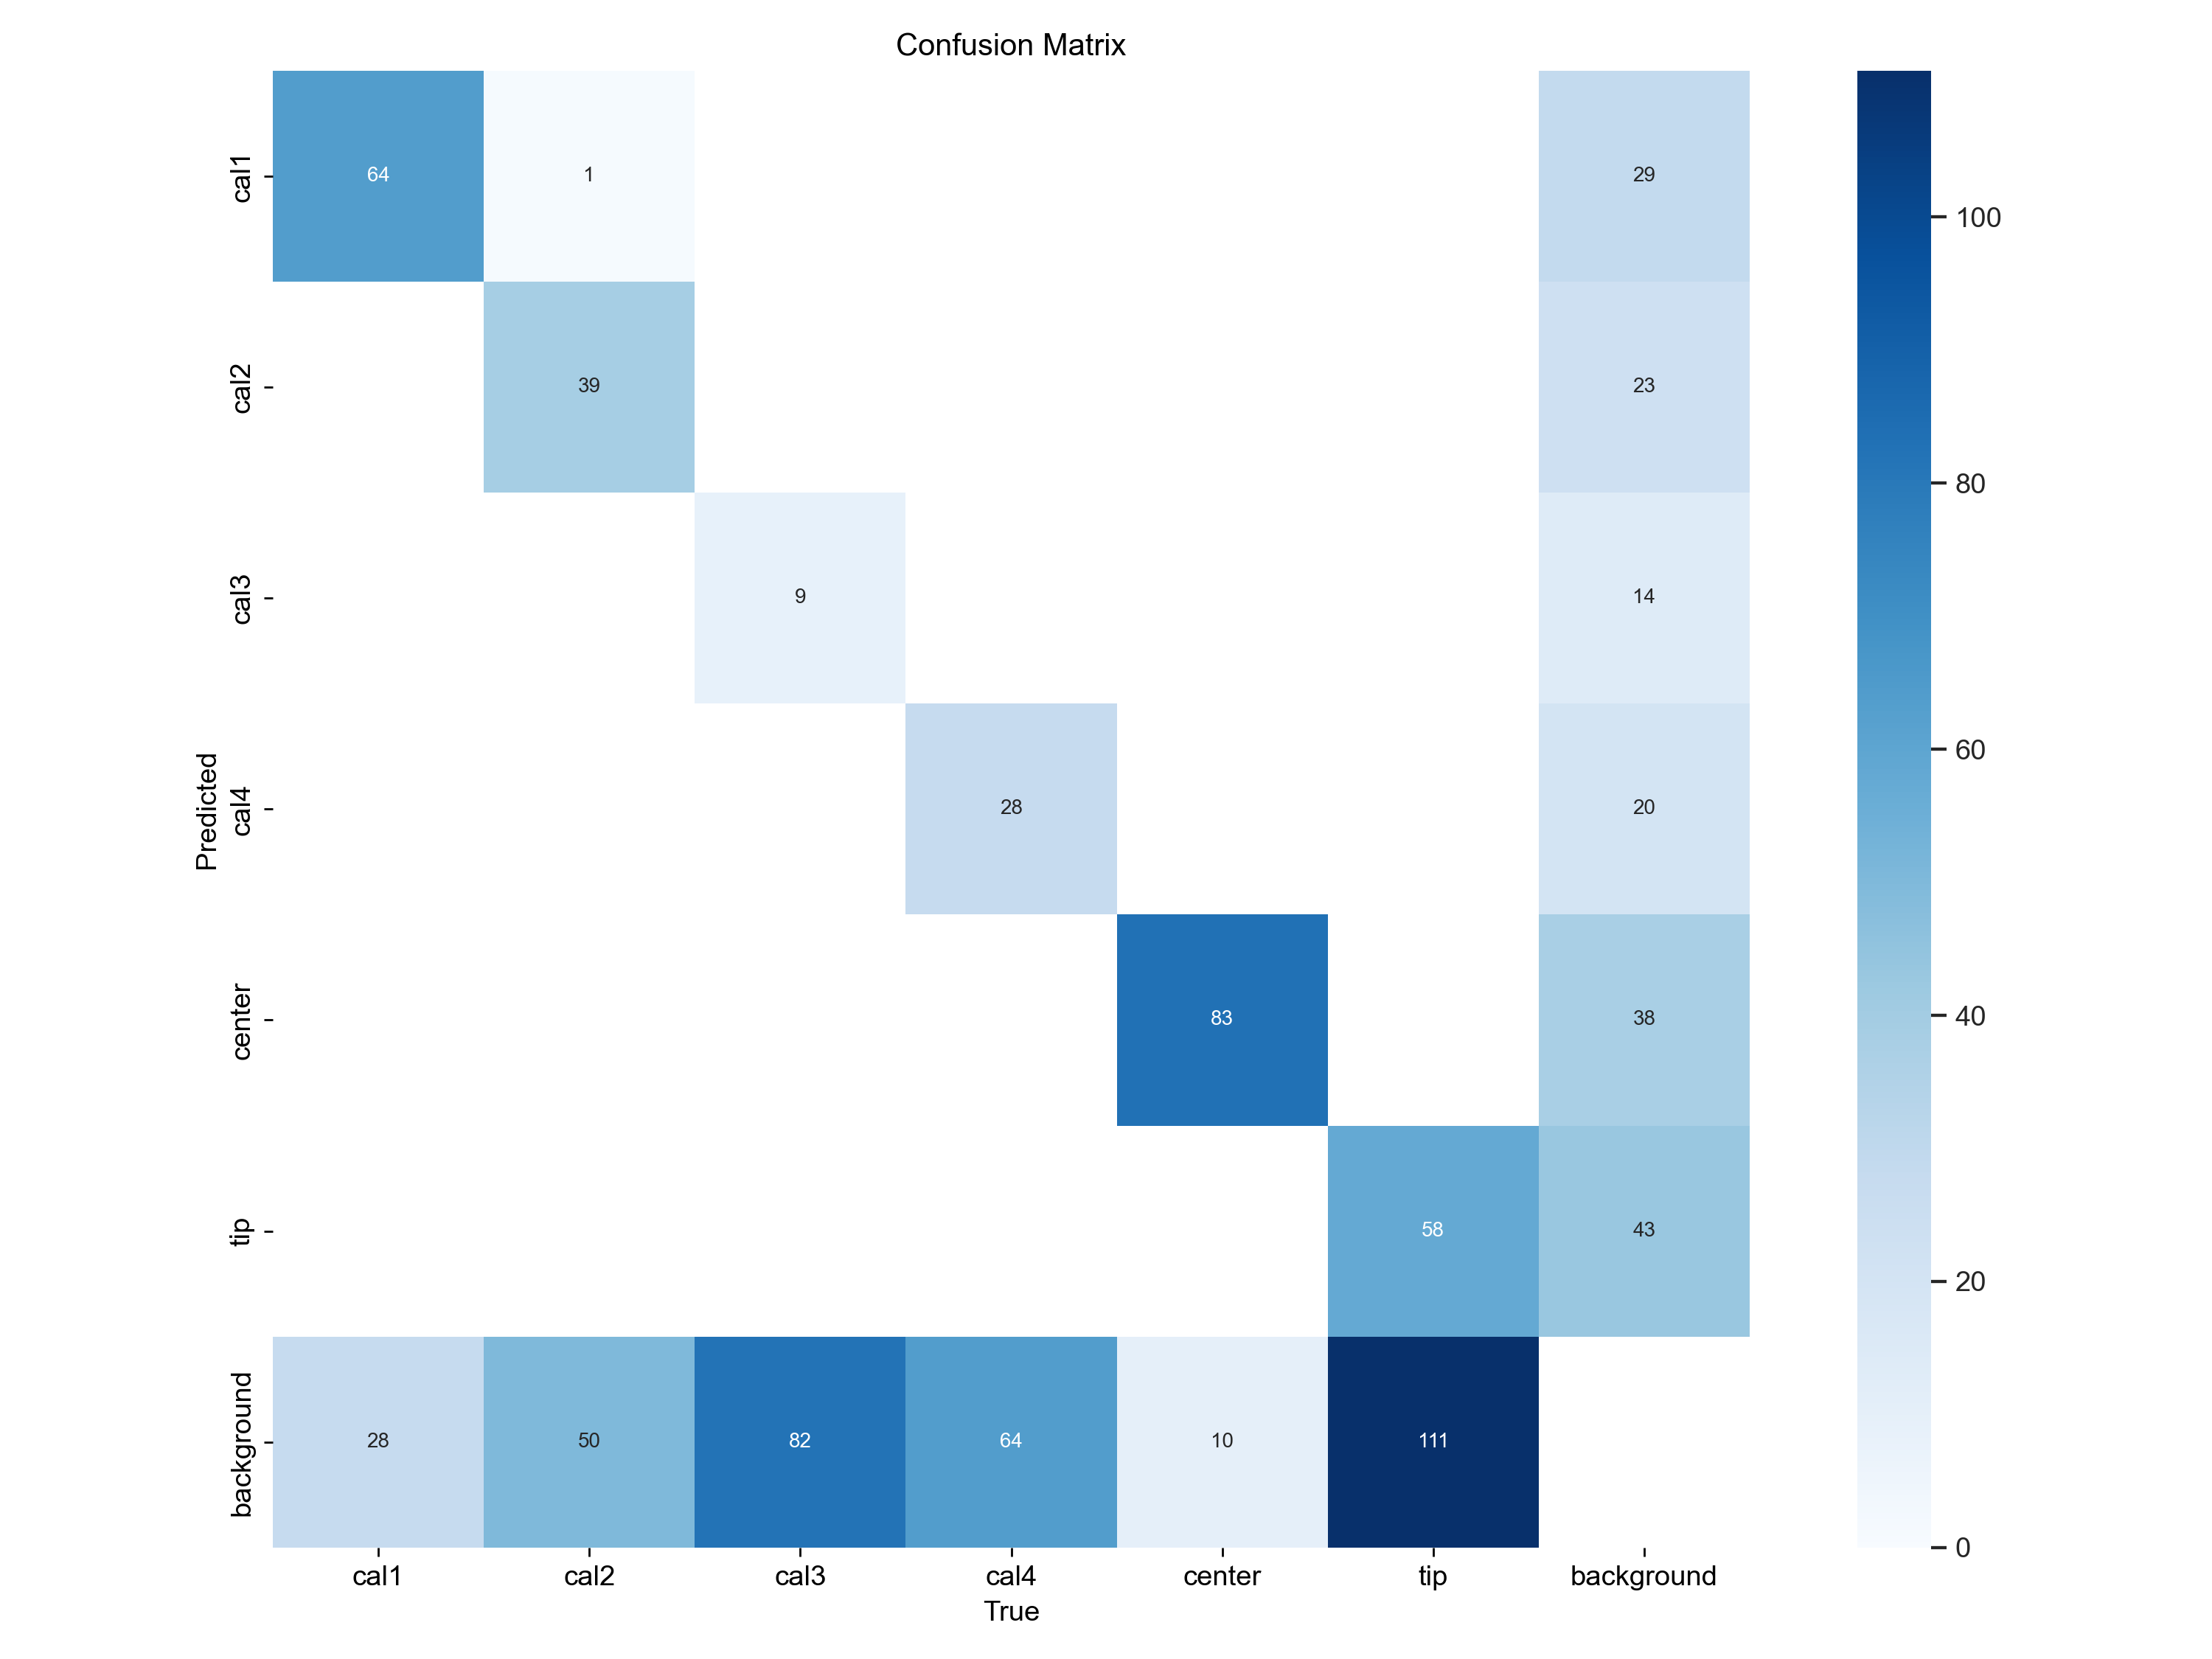 Confusion Matrix
cal1 64 1 29
cal2 39 23
cal3 9 14
cal4 28 20
center 83 38
tip 58 43
background 28 50 82 64 10 111
cal1 cal2 cal3 cal4 center tip background
True
Predicted
100
80
60
40
20
0